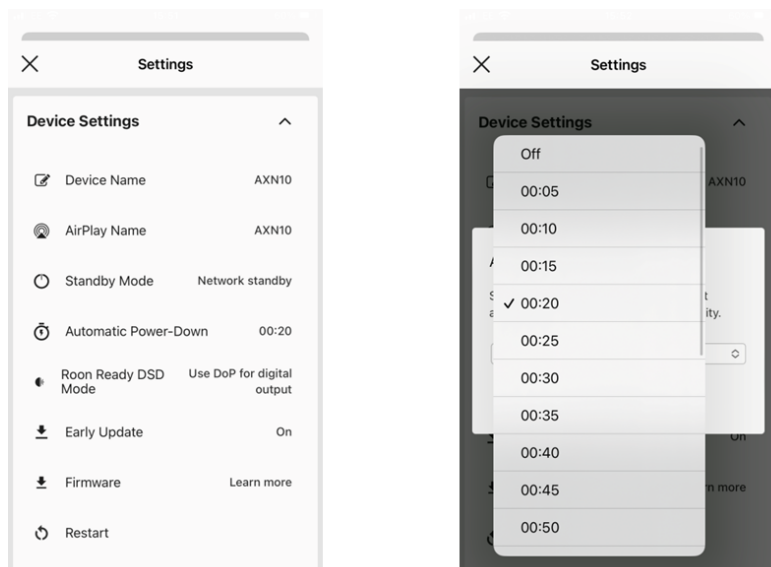 Settings
Device Settings
Device Name AXN10
AirPlay Name AXN10
Standby Mode Network standby
Automatic Power-Down 00:20
Roon Ready DSD Mode Use DoP for digital output
Early Update On
Firmware Learn more
Restart
Settings
Device Settings
AXN10
Off
00:05
00:10
00:15
00:20
00:25
00:30
00:35
00:40
00:45
00:50
ity.
On
rn more